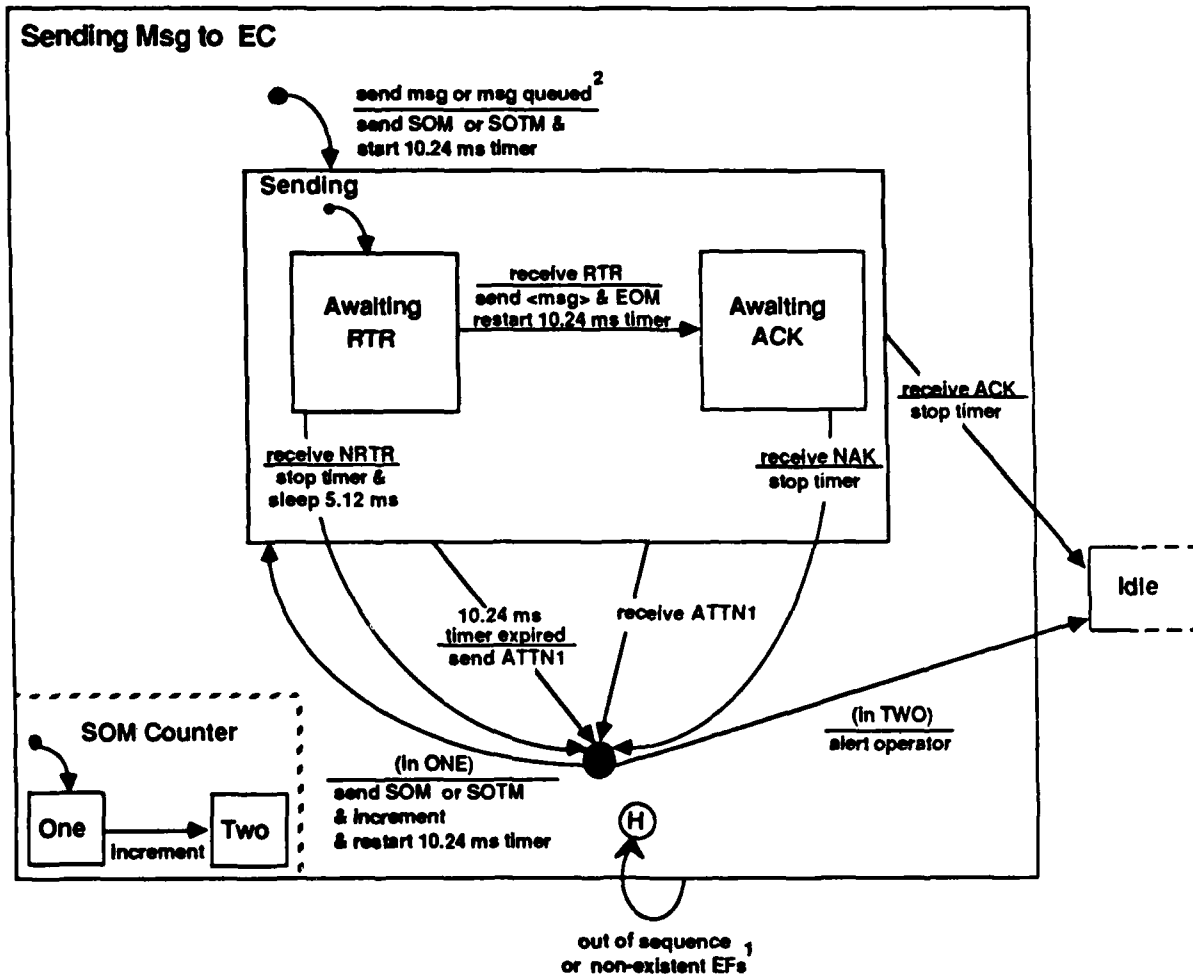 Sending Msg to EC
send msg or msg queued 2
send SOM or SOTM &
start 10.24 ms timer
Sending
Awaiting
RTR
receive RTR
send <msg> & EOM
restart 10.24 ms timer
Awaiting
ACK
receive ACK
stop timer
receive NRTR
stop timer &
sleep 5.12 ms
receive NAK
stop timer
Idle
10.24 ms
timer expired
send ATTN1
receive ATTN1
SOM Counter
One
increment
Two
(in ONE)
send SOM or SOTM
& increment
& restart 10.24 ms timer
(in TWO)
alert operator
H
out of sequence 1
or non-existent EFs